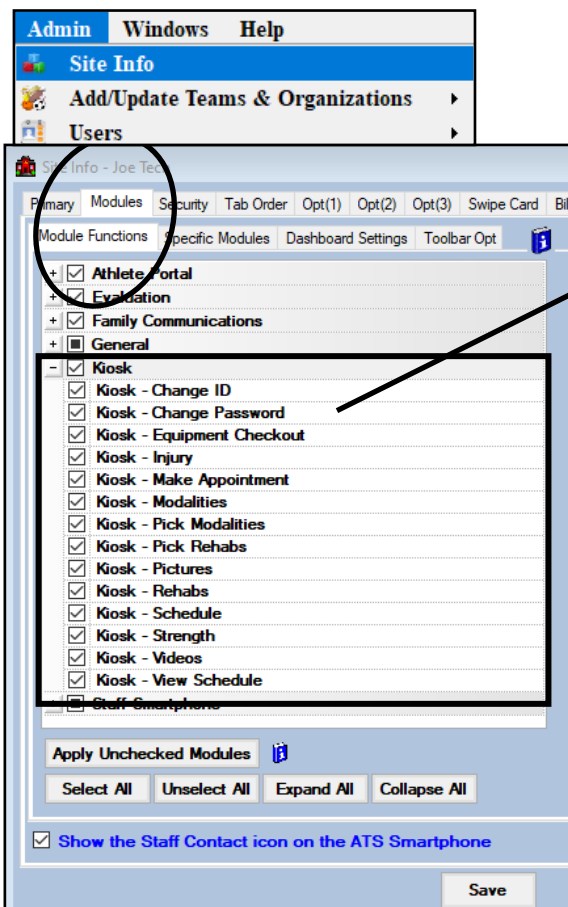 Admin Windows Help
Site Info
Add/Update Teams & Organizations
Users
Site Info - Joe Tech
Primary Modules Security Tab Order Opt(1) Opt(2) Opt(3) Swipe Card
Module Functions Specific Modules Dashboard Settings Toolbar Opt
Athlete Portal
Evaluation
Family Communications
General
Kiosk
Kiosk - Change ID
Kiosk - Change Password
Kiosk - Equipment Checkout
Kiosk - Injury
Kiosk - Make Appointment
Kiosk - Modalities
Kiosk - Pick Modalities
Kiosk - Pick Rehabs
Kiosk - Pictures
Kiosk - Rehabs
Kiosk - Schedule
Kiosk - Strength
Kiosk - Videos
Kiosk - View Schedule
Staff Smartphone
Apply Unchecked Modules
Select All Unselect All Expand All Collapse All
Show the Staff Contact icon on the ATS Smartphone
Save